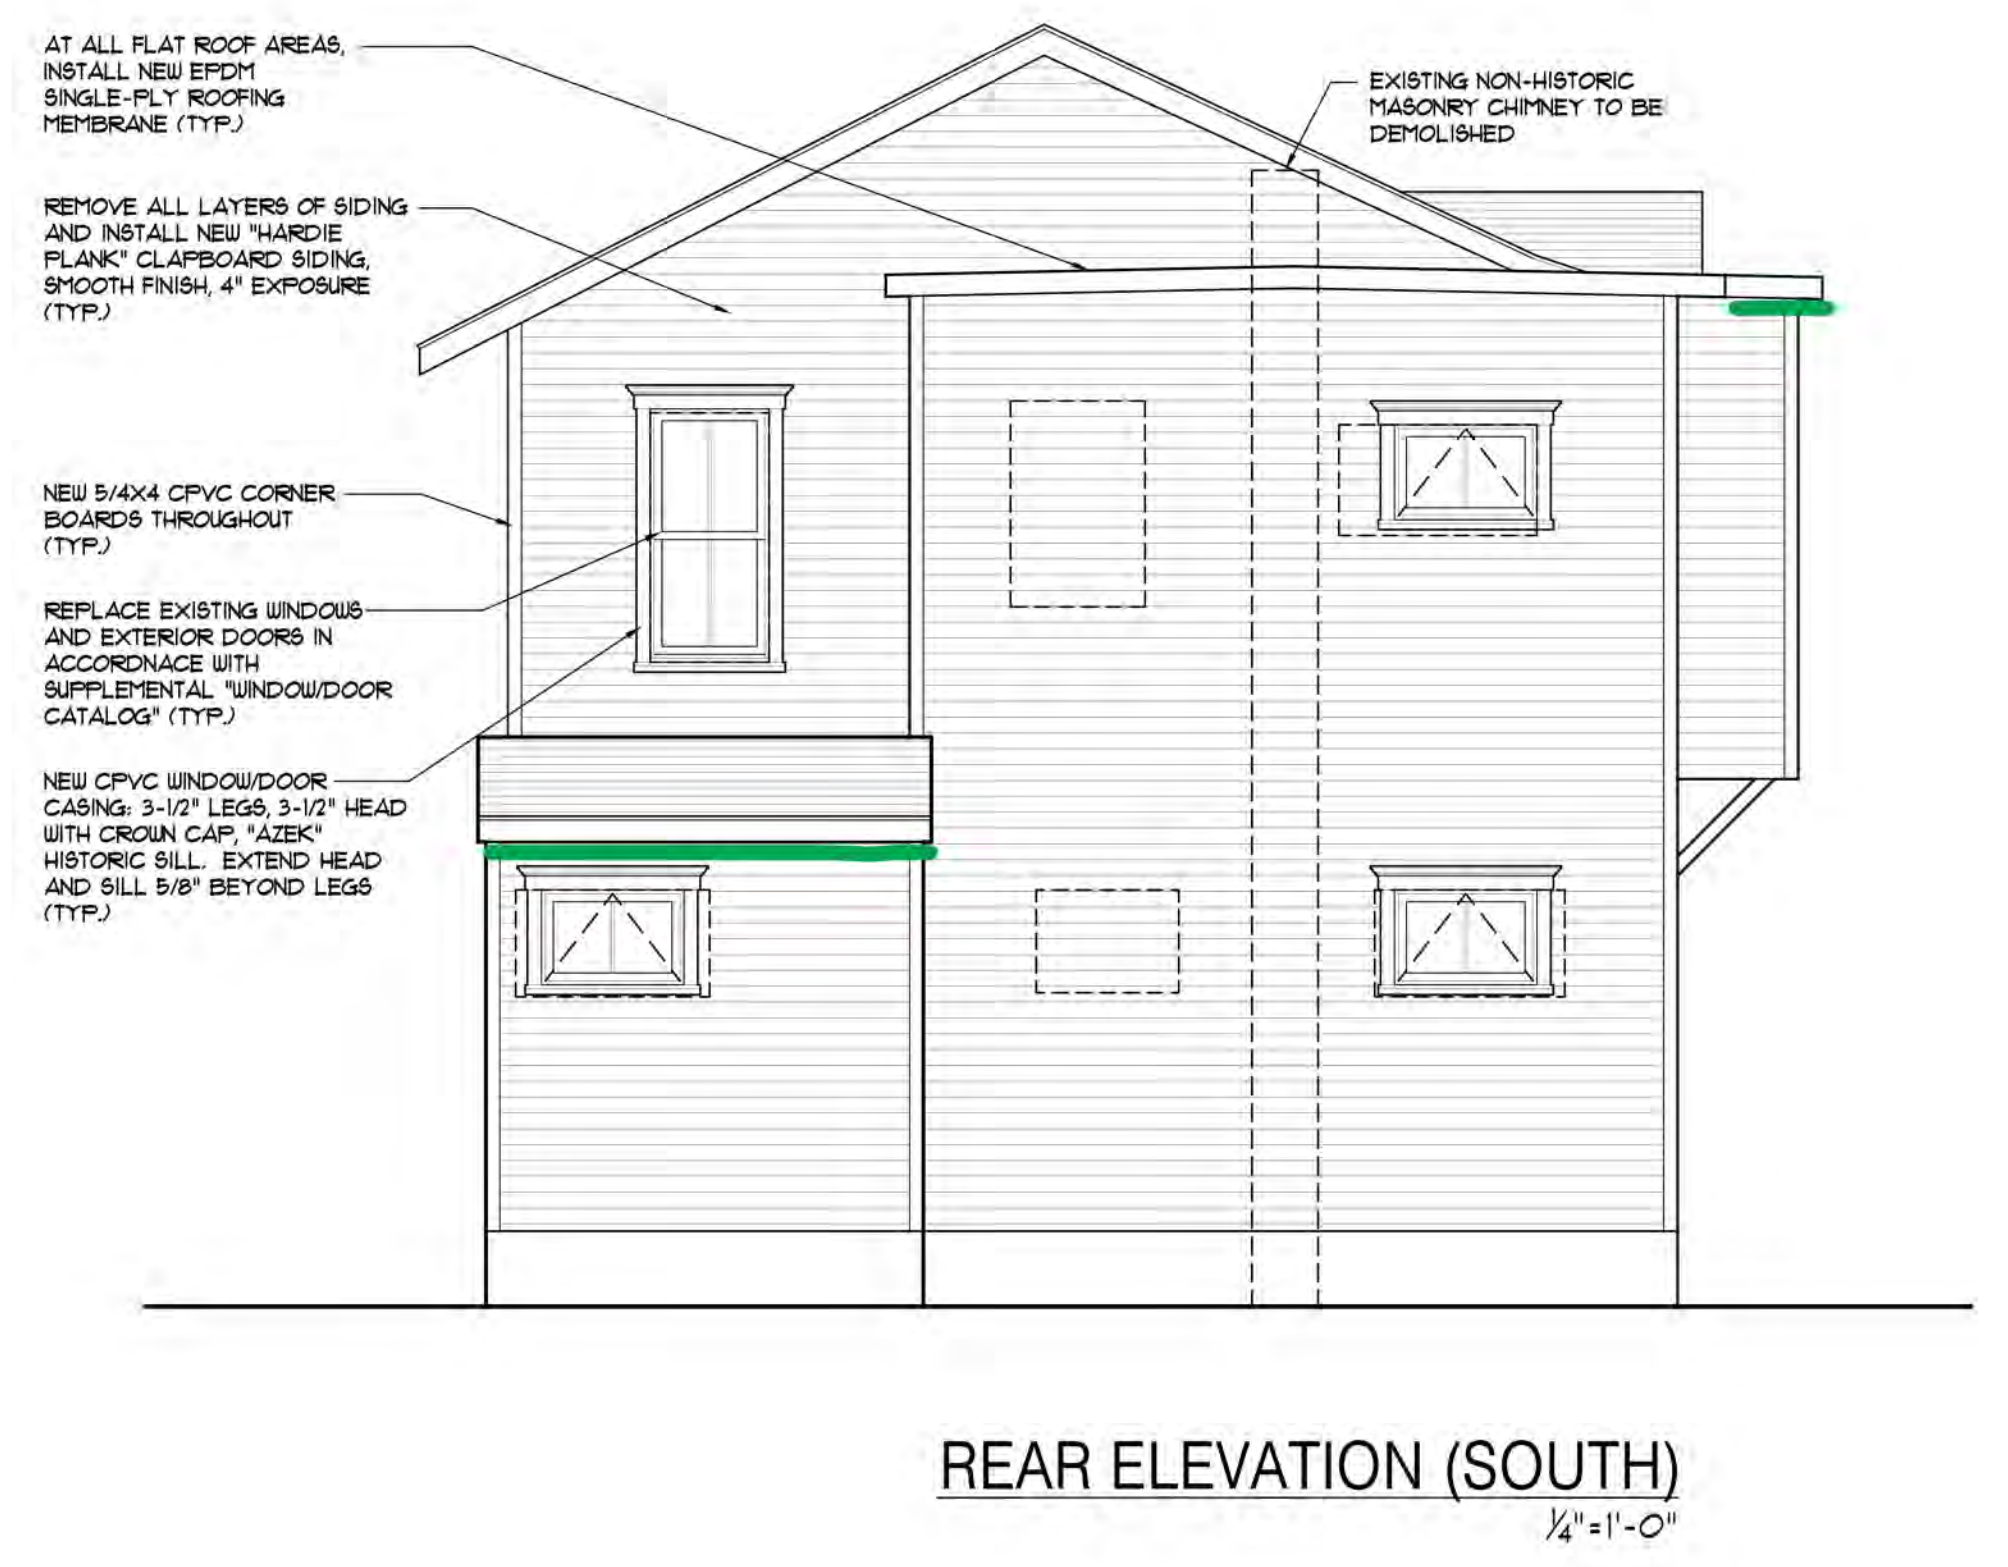 AT ALL FLAT ROOF AREAS,
INSTALL NEW EPDM
SINGLE-PLY ROOFING
MEMBRANE (TYP.)
EXISTING NON-HISTORIC
MASONRY CHIMNEY TO BE
DEMOLISHED
REMOVE ALL LAYERS OF SIDING
AND INSTALL NEW "HARDIE
PLANK" CLAPBOARD SIDING,
SMOOTH FINISH, 4" EXPOSURE
(TYP.)
NEW 5/4X4 CPVC CORNER
BOARDS THROUGHOUT
(TYP.)
REPLACE EXISTING WINDOWS
AND EXTERIOR DOORS IN
ACCORDNACE WITH
SUPPLEMENTAL "WINDOW/DOOR
CATALOG" (TYP.)
NEW CPVC WINDOW/DOOR
CASING: 3-1/2" LEGS, 3-1/2" HEAD
WITH CROWN CAP, "AZEK"
HISTORIC SILL. EXTEND HEAD
AND SILL 5/8" BEYOND LEGS
(TYP.)
REAR ELEVATION (SOUTH)
1/4"=1'-0"